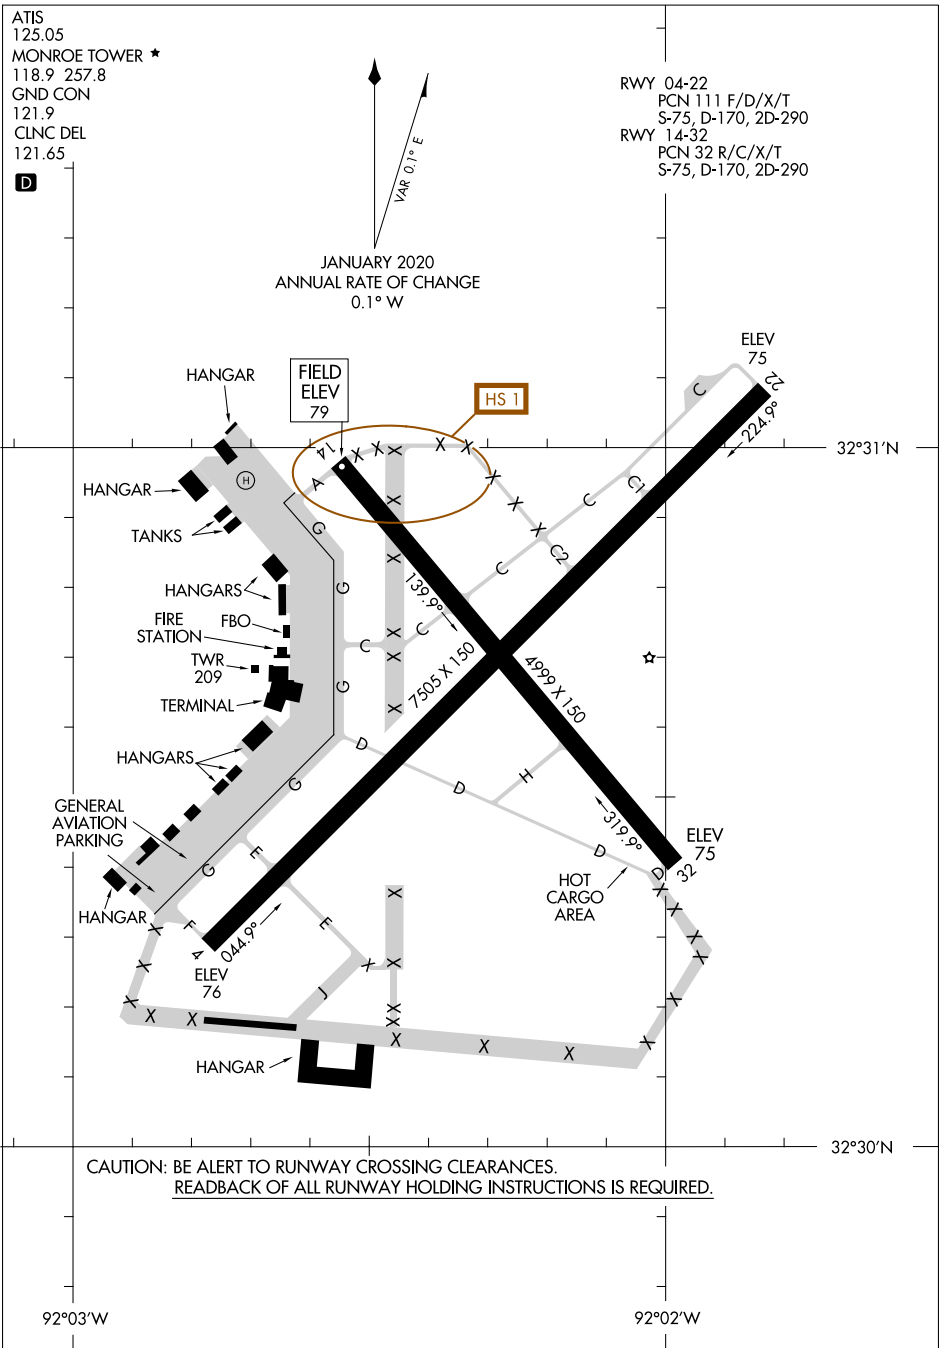 ATIS
125.05
MONROE TOWER ★
118.9 257.8
GND CON
121.9
CLNC DEL
121.65
D
VAR 0.1° E
JANUARY 2020
ANNUAL RATE OF CHANGE
0.1° W
RWY 04-22
PCN 111 F/D/X/T
S-75, D-170, 2D-290
RWY 14-32
PCN 32 R/C/X/T
S-75, D-170, 2D-290
ELEV
75
22
224.9°
HANGAR
FIELD
ELEV
79
HS 1
C
14
X X X X X
32°31'N
HANGAR
H
A
X
X
C1
TANKS
G
X
C
X
X
C2
C
HANGARS
139.9°
G
FIRE
STATION
FBO
X
C
C
TWR
209
X
7505 X 150
4999 X 150
G
TERMINAL
X
D
HANGARS
G
D
H
GENERAL
AVIATION
PARKING
319.9°
ELEV
75
32
E
D
D
G
HOT
CARGO
AREA
HANGAR
F
E
X
X
X
X
044.9°
4
ELEV
76
X
X
X
X
X
X
J
X
X
X
X
X
X
X
X
X
X
HANGAR
32°30'N
CAUTION: BE ALERT TO RUNWAY CROSSING CLEARANCES.
READBACK OF ALL RUNWAY HOLDING INSTRUCTIONS IS REQUIRED.
92°03'W
92°02'W